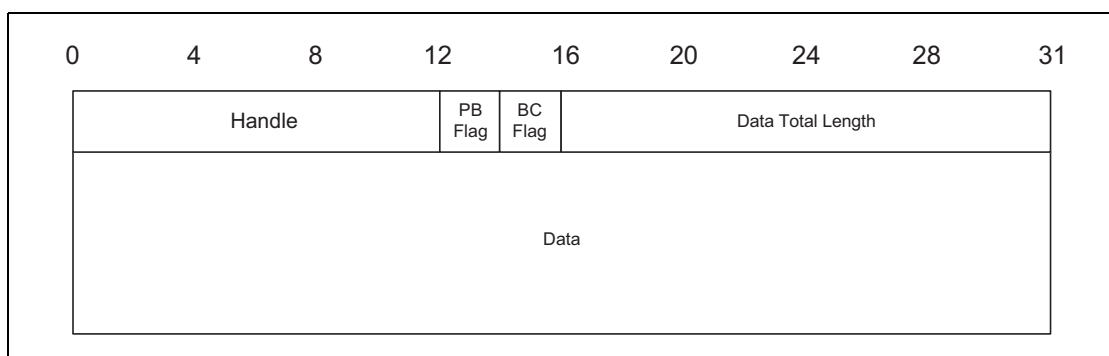 0 4 8 12 16 20 24 28 31
Handle
PB
Flag
BC
Flag
Data Total Length
Data